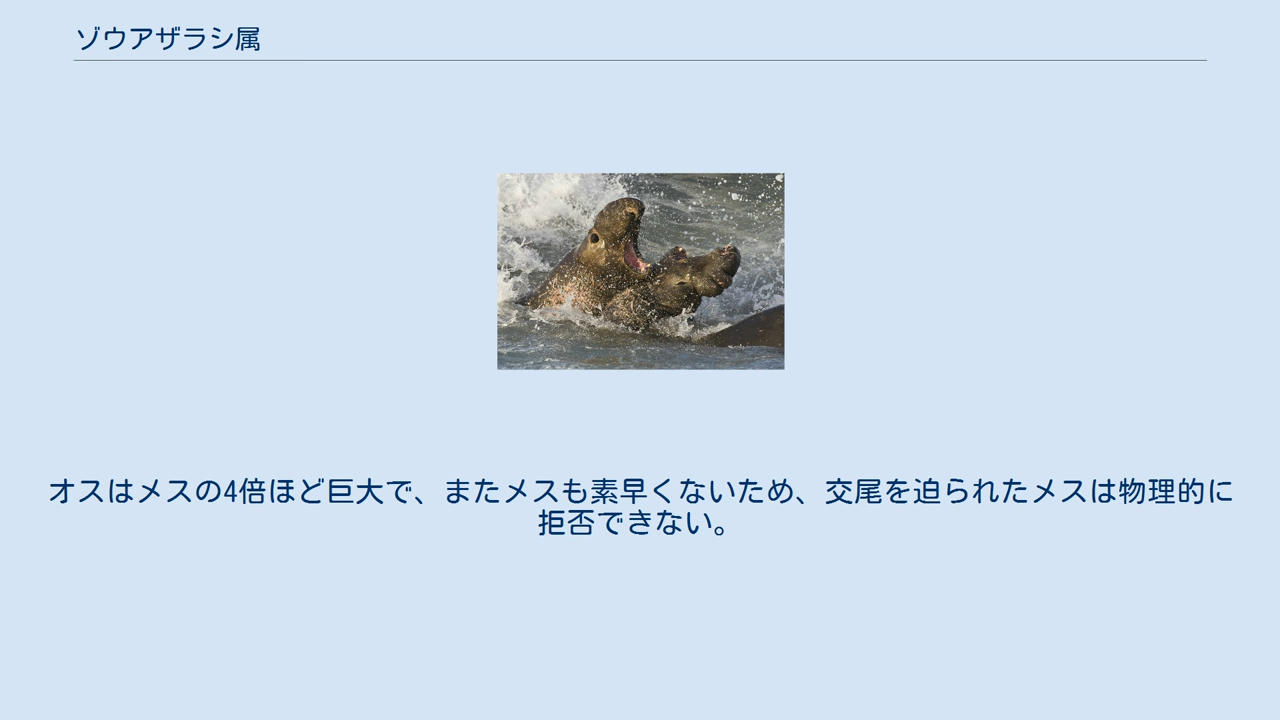 ゾウアザラシ属
オスはメスの4倍ほど巨大で、またメスも素早くないため、交尾を迫られたメスは物理的に
拒否できない。